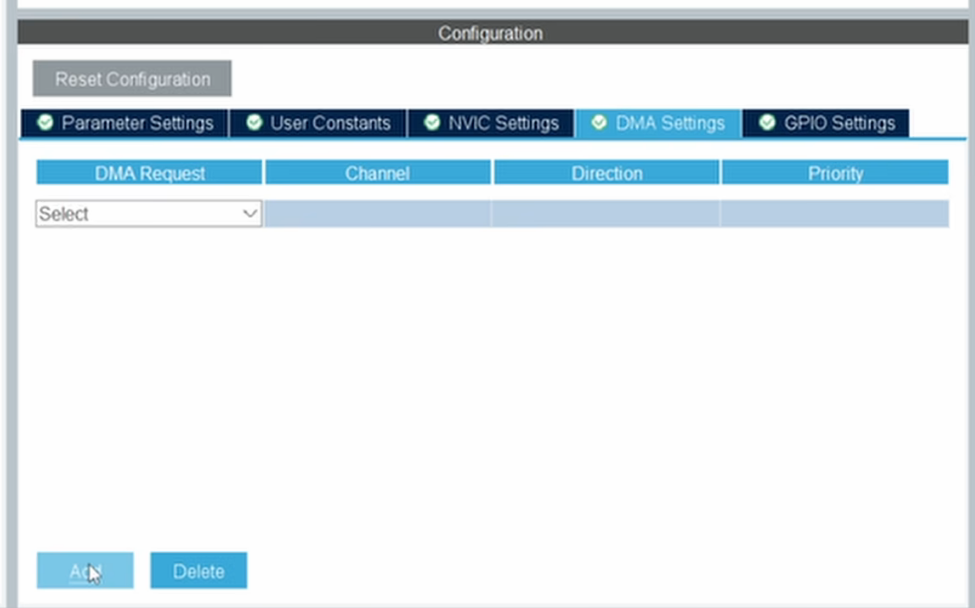 Configuration
Reset Configuration
Parameter Settings User Constants NVIC Settings DMA Settings GPIO Settings
DMA Request Channel Direction Priority
Select
Add Delete